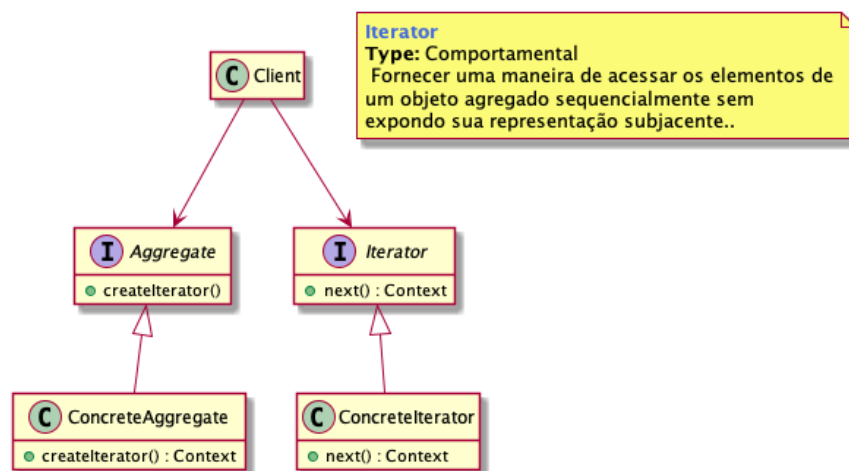 Iterator
Type: Comportamental
Fornecer uma maneira de acessar os elementos de
um objeto agregado sequencialmente sem
expondo sua representação subjacente..
C Client
I Aggregate
createIterator()
I Iterator
next() : Context
C ConcreteAggregate
createIterator() : Context
C ConcreteIterator
next() : Context